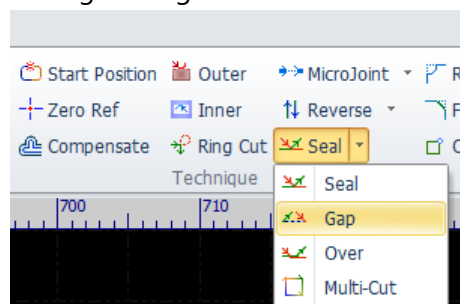 Start Position Outer MicroJoint R
Zero Ref Inner Reverse F
Compensate Ring Cut Seal
Technique
Seal
700 710
Gap
Over
Multi-Cut